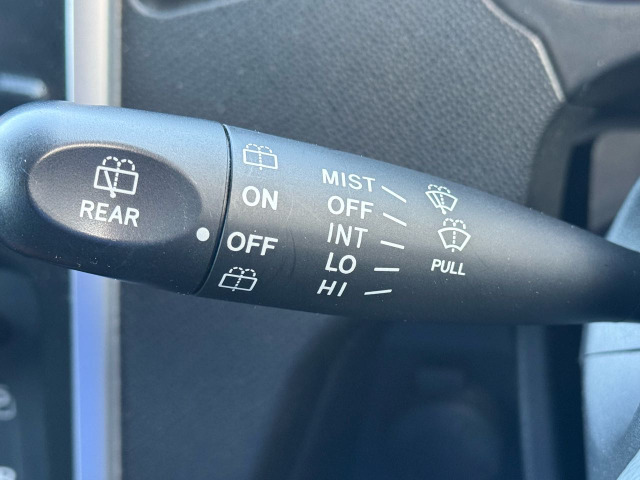 REAR
ON
OFF
MIST
OFF
INT
LO
HI
PULL